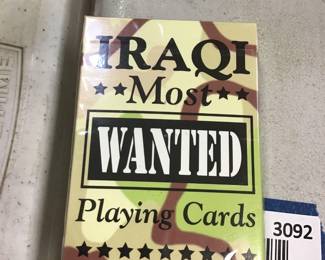 IRAQI
★★Most★★
WANTED
Playing Cards
★★★★★★★★
3092